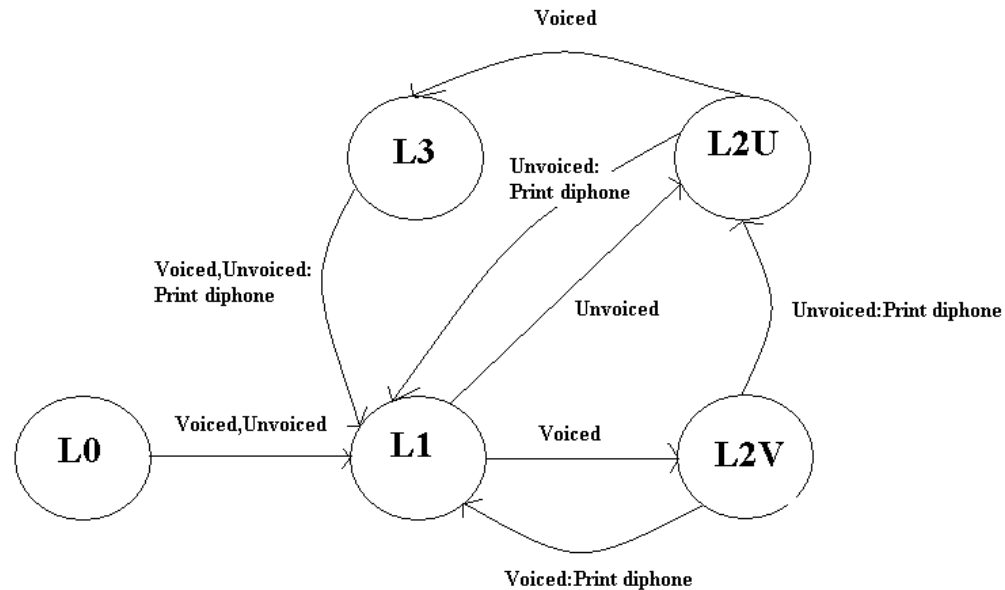 Voiced
L3
L2U
Unvoiced:
Print diphone
Voiced,Unvoiced:
Print diphone
Unvoiced
Unvoiced:Print diphone
L0
Voiced,Unvoiced
L1
Voiced
L2V
Voiced:Print diphone